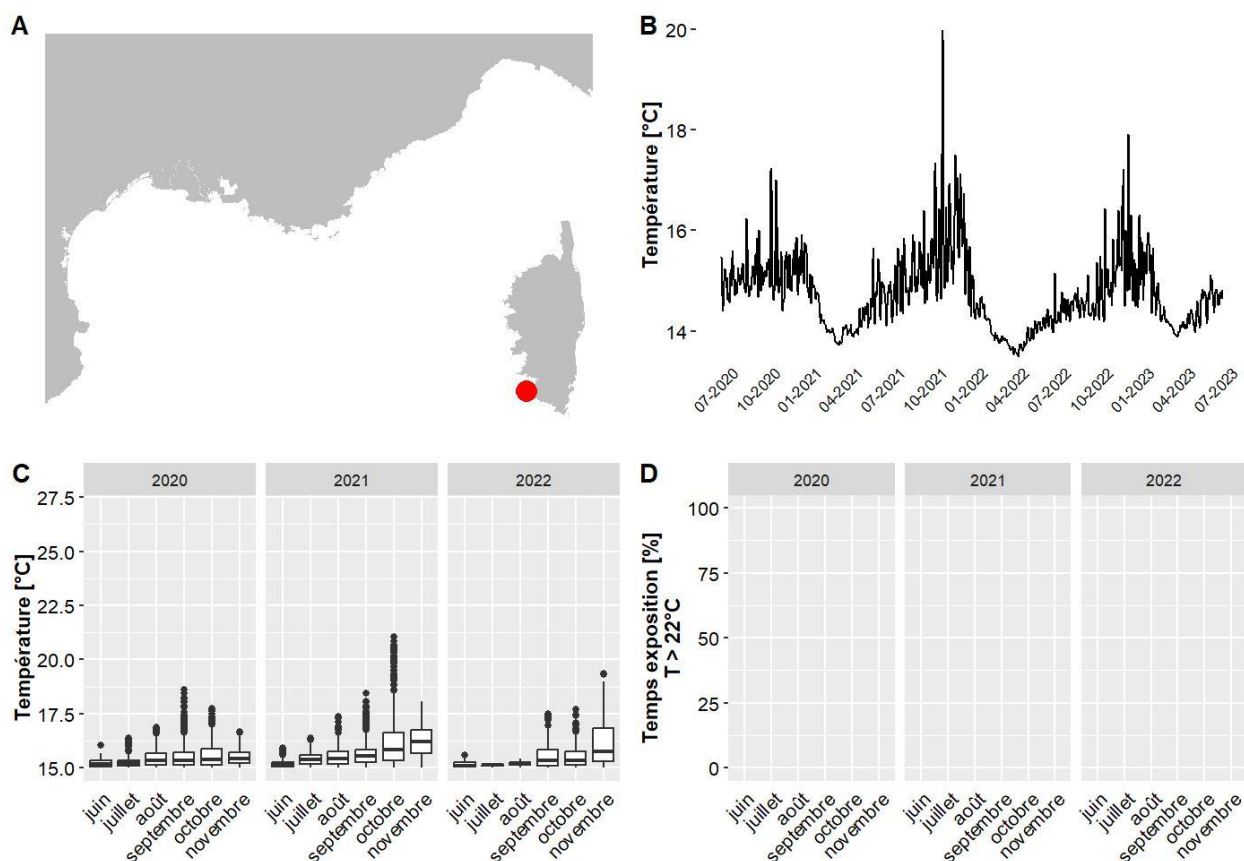 A
B
Température [°C]
20
18
16
14
07-2020
10-2020
01-2021
04-2021
07-2021
10-2021
01-2022
04-2022
07-2022
10-2022
01-2023
04-2023
07-2023
C
2020
2021
2022
Température [°C]
27.5
25.0
22.5
20.0
17.5
15.0
juin
juillet
août
septembre
octobre
novembre
juin
juillet
août
septembre
octobre
novembre
juin
juillet
août
septembre
octobre
novembre
D
2020
2021
2022
Temps exposition [%]
T > 22°C
100
75
50
25
0
juin
juillet
août
septembre
octobre
novembre
juin
juillet
août
septembre
octobre
novembre
juin
juillet
août
septembre
octobre
novembre